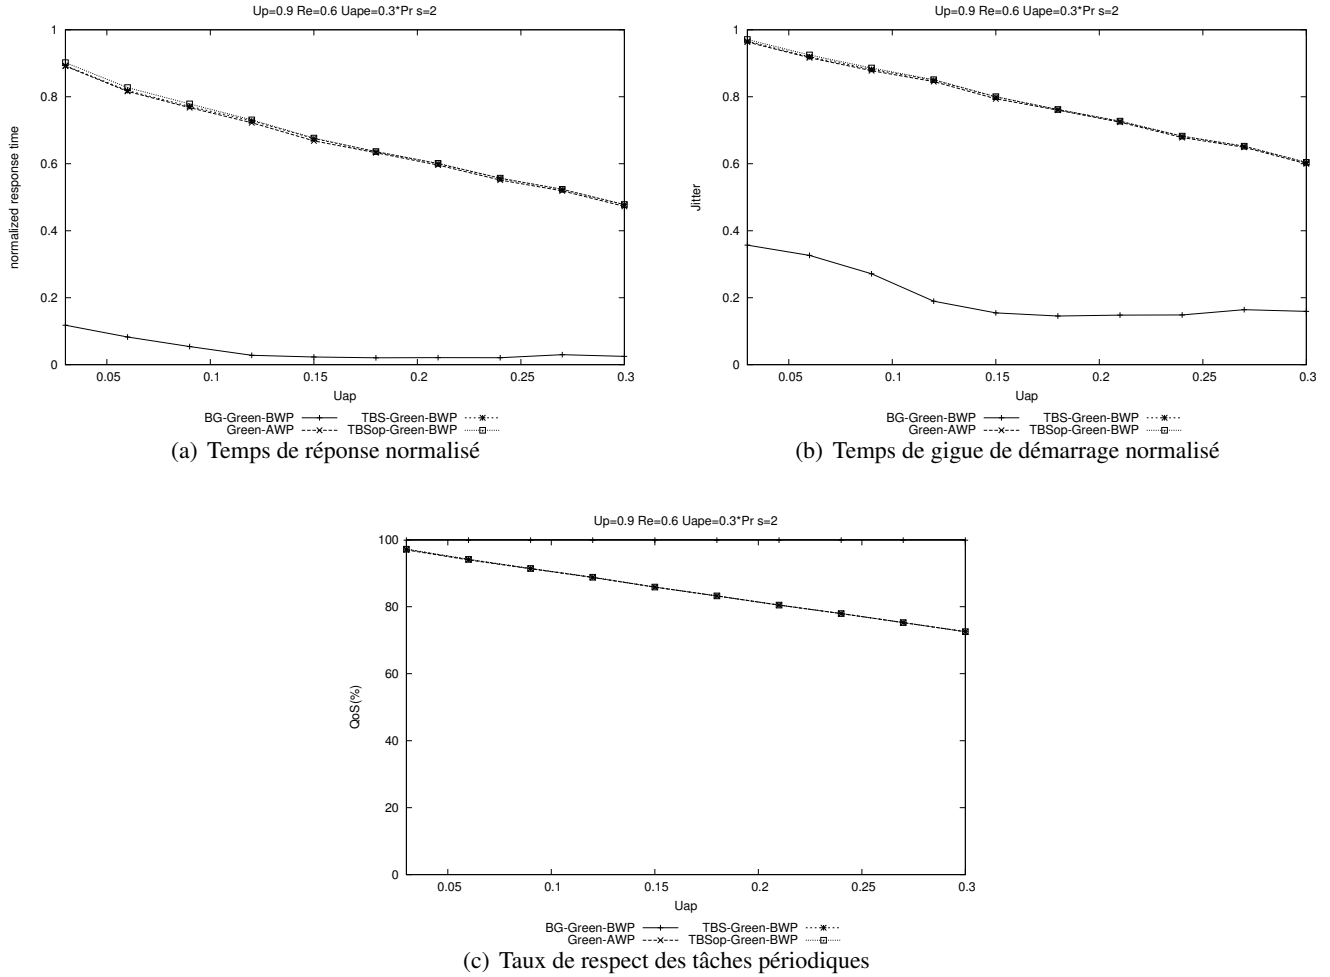 Up=0.9 Re=0.6 Uape=0.3*Pr s=2
1
0.8
0.6
0.4
0.2
0
normalized response time
0.05 0.1 0.15 0.2 0.25 0.3
Uap
BG-Green-BWP TBS-Green-BWP
Green-AWP TBSop-Green-BWP
(a) Temps de réponse normalisé
Up=0.9 Re=0.6 Uape=0.3*Pr s=2
1
0.8
0.6
0.4
0.2
0
Jitter
0.05 0.1 0.15 0.2 0.25 0.3
Uap
BG-Green-BWP TBS-Green-BWP
Green-AWP TBSop-Green-BWP
(b) Temps de gigue de démarrage normalisé
Up=0.9 Re=0.6 Uape=0.3*Pr s=2
100
80
60
40
20
0
QoS(%)
0.05 0.1 0.15 0.2 0.25 0.3
Uap
BG-Green-BWP TBS-Green-BWP
Green-AWP TBSop-Green-BWP
(c) Taux de respect des tâches périodiques